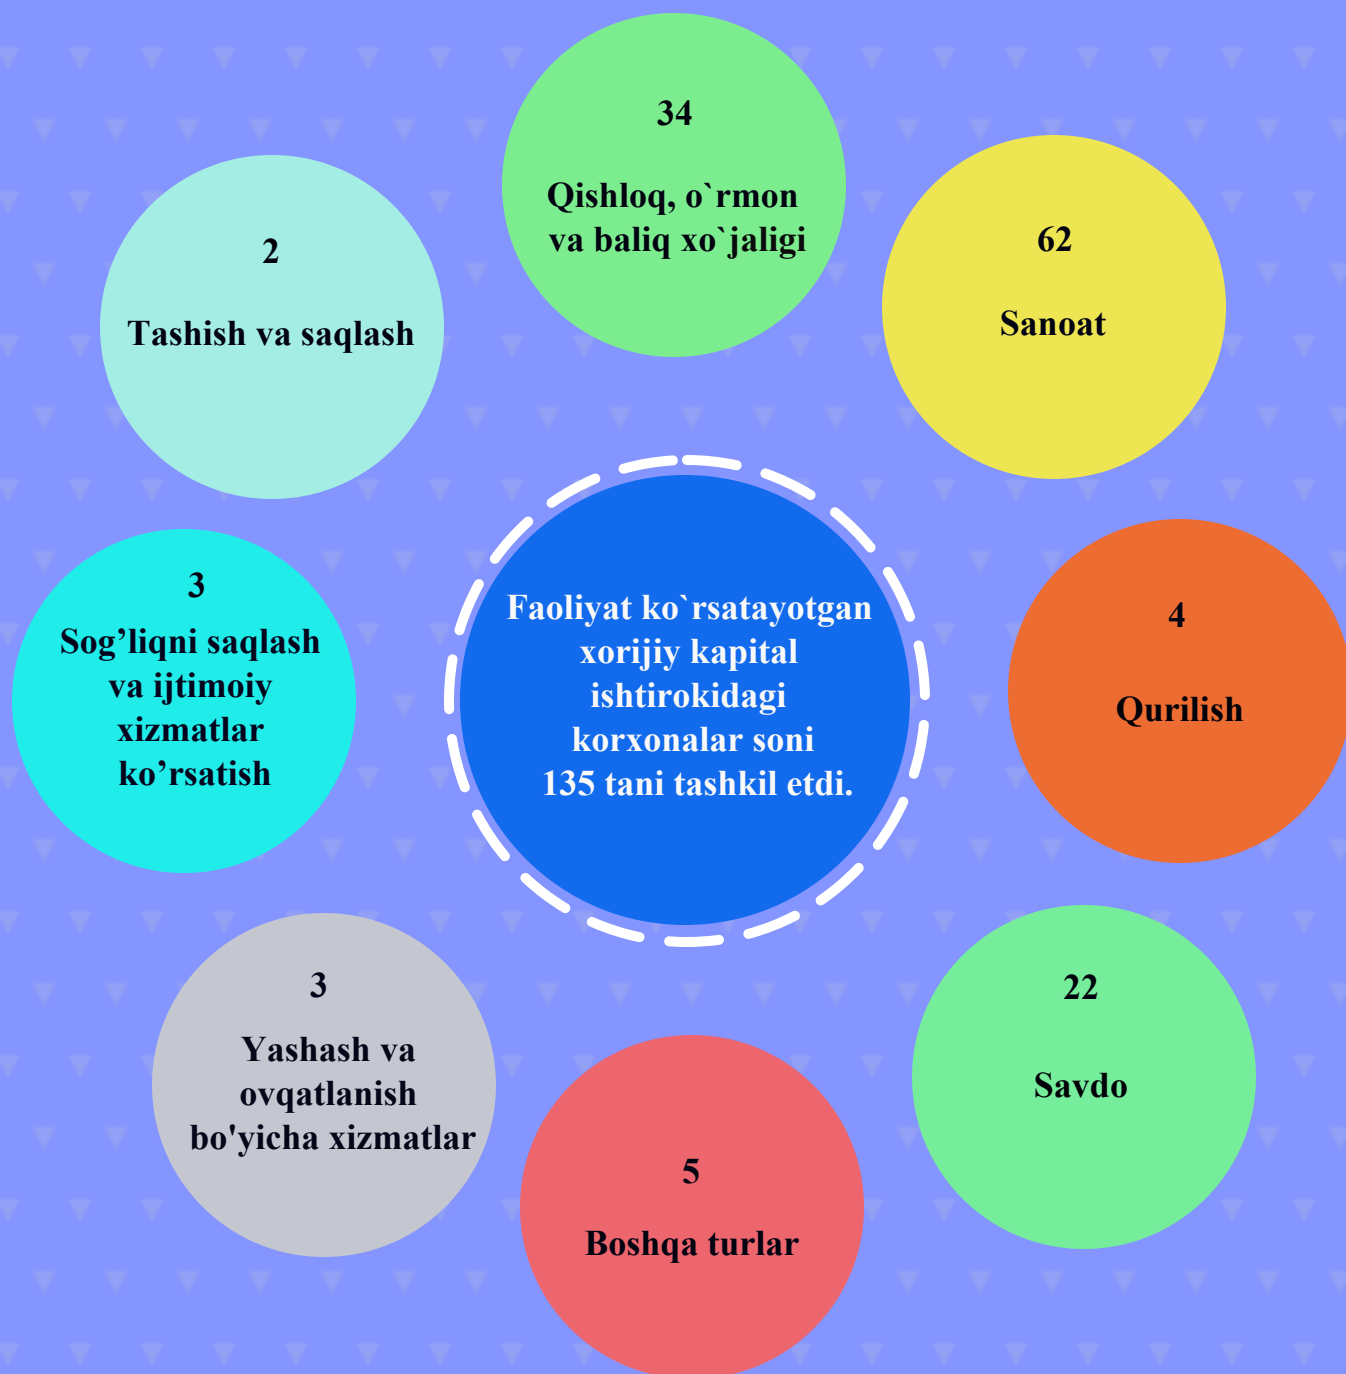 34
Qishloq, o`rmon
va baliq xo`jaligi
62
Sanoat
4
Qurilish
22
Savdo
5
Boshqa turlar
3
Yashash va
ovqatlanish
bo'yicha xizmatlar
3
Sog’liqni saqlash
va ijtimoiy
xizmatlar
ko’rsatish
2
Tashish va saqlash
Faoliyat ko`rsatayotgan
xorijiy kapital
ishtirokidagi
korxonalar soni
135 tani tashkil etdi.